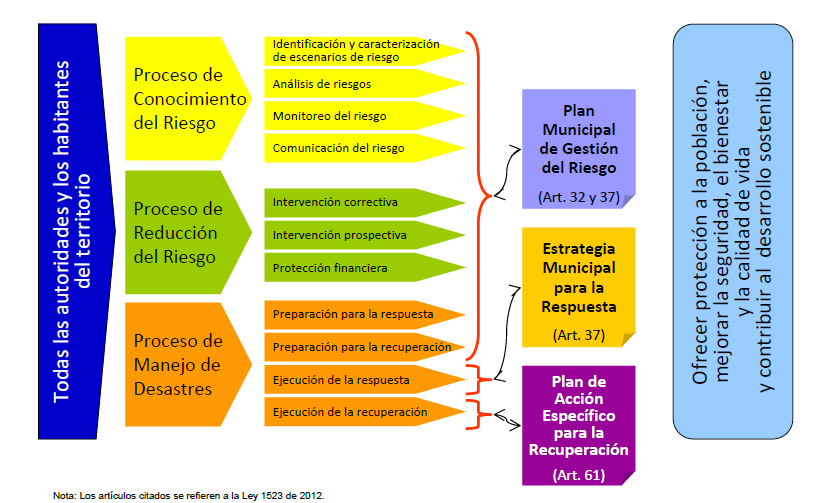 Todas las autoridades y los habitantes
del territorio
Proceso de
Conocimiento
del Riesgo
Identificación y caracterización
de escenarios de riesgo
Análisis de riesgos
Monitoreo del riesgo
Comunicación del riesgo
Proceso de
Reducción
del Riesgo
Intervención correctiva
Intervención prospectiva
Protección financiera
Proceso de
Manejo de
Desastres
Preparación para la respuesta
Preparación para la recuperación
Ejecución de la respuesta
Ejecución de la recuperación
Plan
Municipal
de Gestión
del Riesgo
(Art. 32 y 37)
Estrategia
Municipal
para la
Respuesta
(Art. 37)
Plan de
Acción
Específico
para la
Recuperación
(Art. 61)
Ofrecer protección a la población,
mejorar la seguridad, el bienestar
y la calidad de vida
y contribuir al desarrollo sostenible
Nota: Los artículos citados se refieren a la Ley 1523 de 2012.